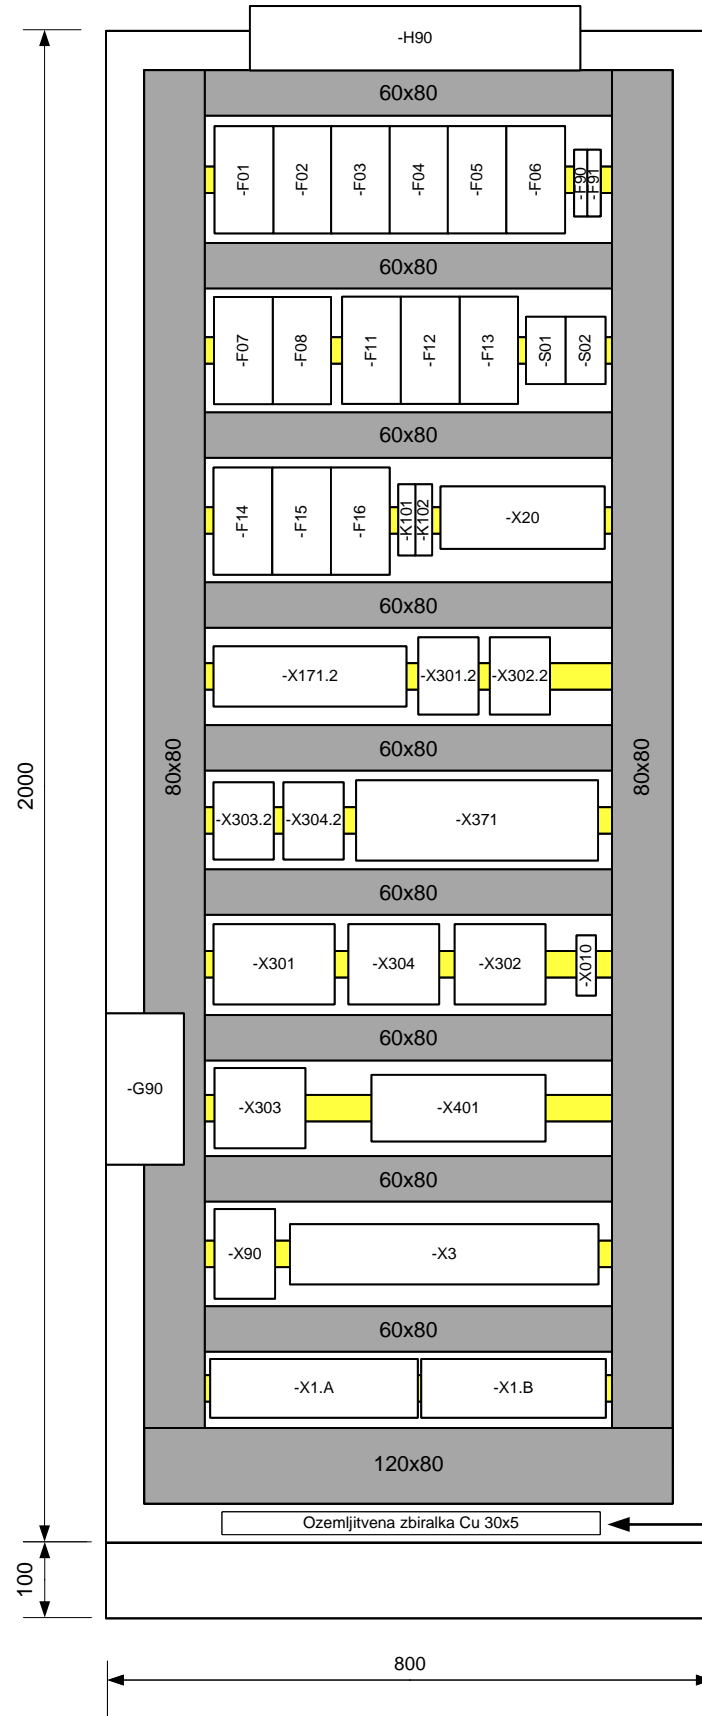 -H90
60x80
-F01
-F02
-F03
-F04
-F05
-F06
-F90
-F91
60x80
-F07
-F08
-F11
-F12
-F13
-S01
-S02
60x80
-F14
-F15
-F16
-K101
-K102
-X20
60x80
-X171.2
-X301.2
-X302.2
2000
80x80
60x80
80x80
-X303.2
-X304.2
-X371
60x80
-X301
-X304
-X302
-X010
60x80
-G90
-X303
-X401
60x80
-X90
-X3
60x80
-X1.A
-X1.B
120x80
Ozemljitvena zbiralka Cu 30x5
100
800